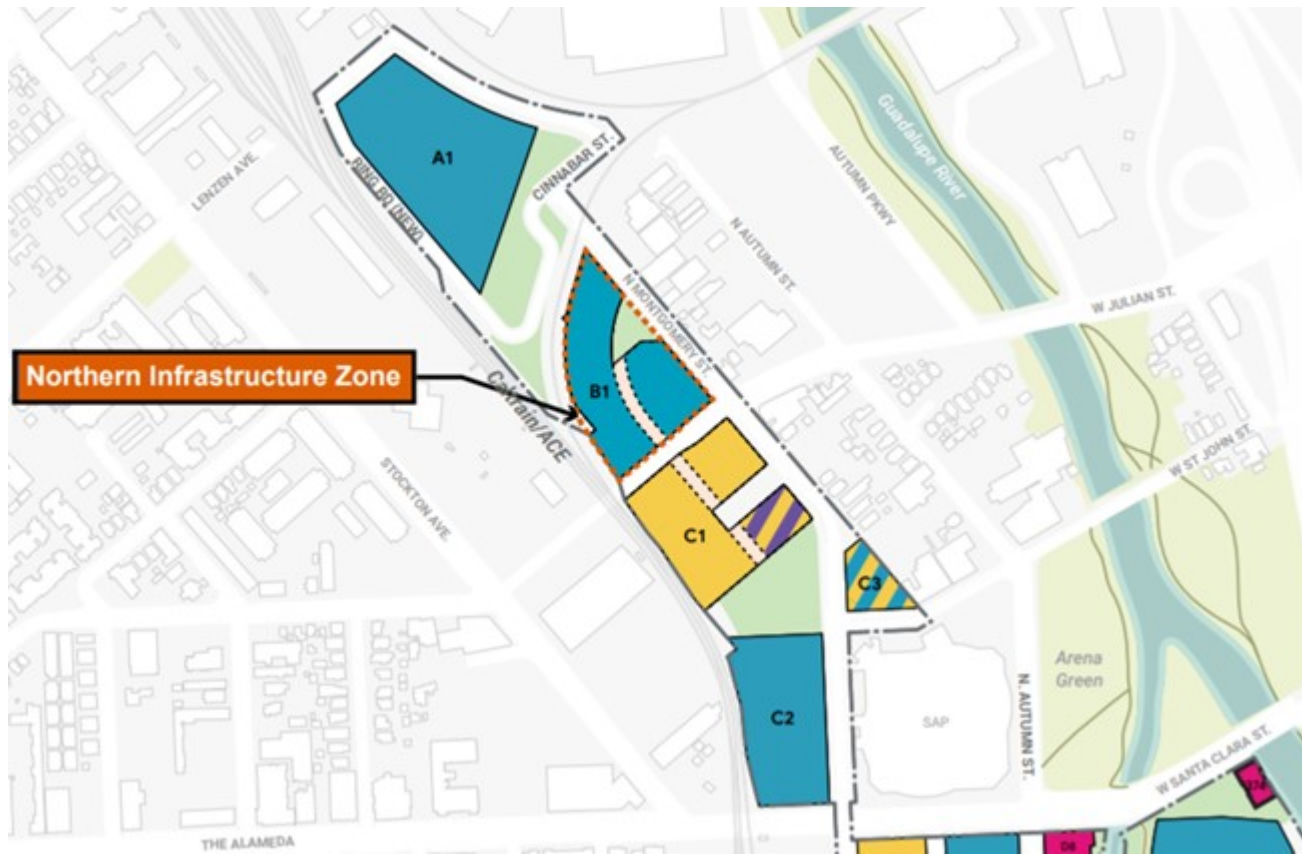 A1
CINNABAR ST.
LENZEN AVE.
RING RD (NEW)
Guadalupe River
AUTUMN PKWY
N AUTUMN ST.
N MONTGOMERY ST.
W JULIAN ST.
Northern Infrastructure Zone
B1
Caltrain/ACE
STOCKTON AVE.
W ST JOHN ST.
C1
C3
Arena
Green
N. AUTUMN ST.
C2
SAP
W SANTA CLARA ST.
THE ALAMEDA
D8